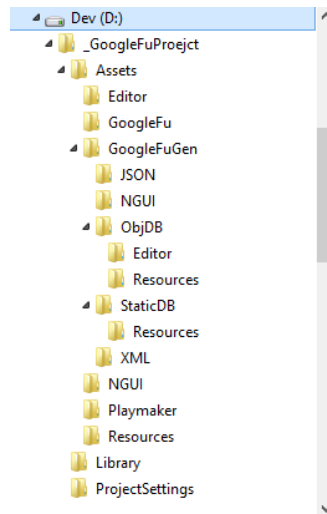 Dev (D:)
_GoogleFuProejct
Assets
Editor
GoogleFu
GoogleFuGen
JSON
NGUI
ObjDB
Editor
Resources
StaticDB
Resources
XML
NGUI
Playmaker
Resources
Library
ProjectSettings